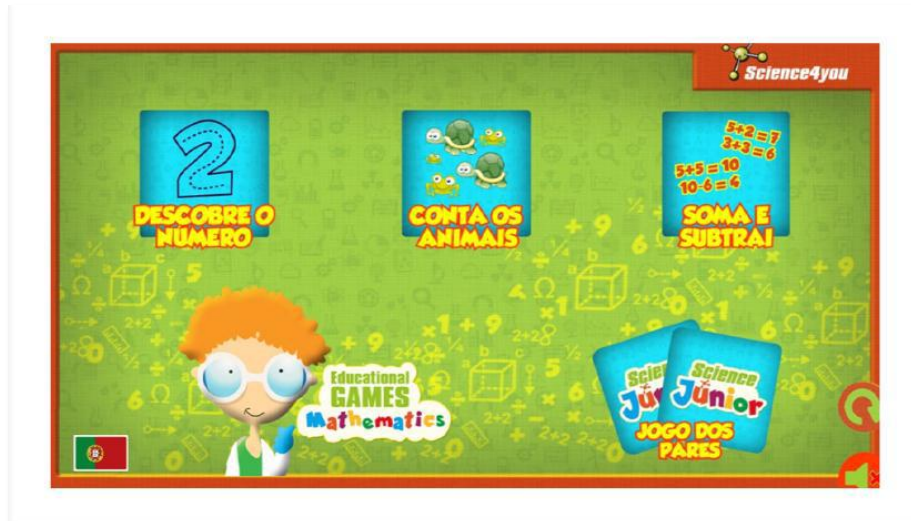 Science4you
2
5+2=7
3+3=6
5+5=10
10-6=4
DESCOBRE O
NÚMERO
CONTA OS
ANIMAIS
SOMA E
SUBTRAI
Educational
GAMES
Mathematics
Science
Júnior
JOGO DOS
PARES